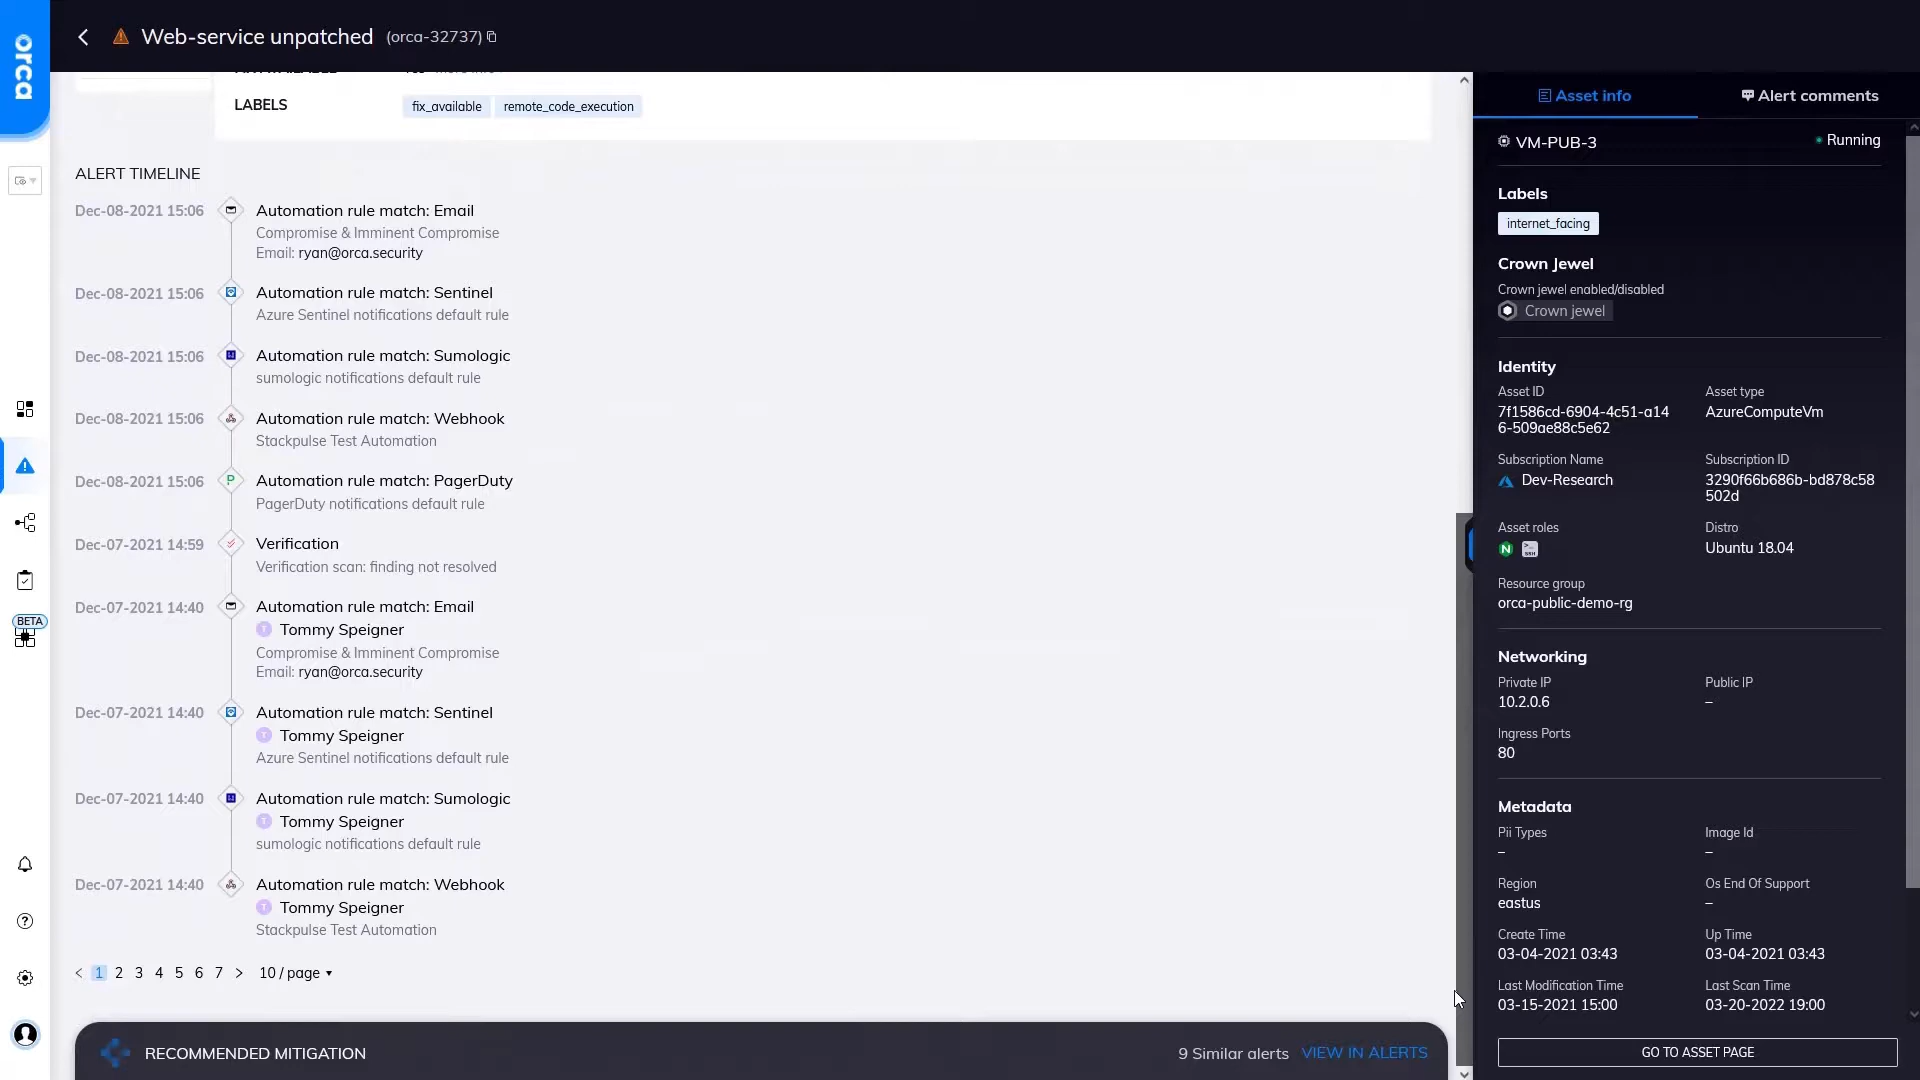 orca
Web-service unpatched (orca-32737)
LABELS fix_available remote_code_execution
ALERT TIMELINE
Dec-08-2021 15:06 Automation rule match: Email
Compromise & Imminent Compromise
Email: ryan@orca.security
Dec-08-2021 15:06 Automation rule match: Sentinel
Azure Sentinel notifications default rule
Dec-08-2021 15:06 Automation rule match: Sumologic
sumologic notifications default rule
Dec-08-2021 15:06 Automation rule match: Webhook
Stackpulse Test Automation
Dec-08-2021 15:06 Automation rule match: PagerDuty
PagerDuty notifications default rule
Dec-07-2021 14:59 Verification
Verification scan: finding not resolved
Dec-07-2021 14:40 Automation rule match: Email
T Tommy Speigner
Compromise & Imminent Compromise
Email: ryan@orca.security
Dec-07-2021 14:40 Automation rule match: Sentinel
T Tommy Speigner
Azure Sentinel notifications default rule
Dec-07-2021 14:40 Automation rule match: Sumologic
T Tommy Speigner
sumologic notifications default rule
Dec-07-2021 14:40 Automation rule match: Webhook
T Tommy Speigner
Stackpulse Test Automation
< 1 2 3 4 5 6 7 > 10 / page
RECOMMENDED MITIGATION 9 Similar alerts VIEW IN ALERTS
BETA
Asset info Alert comments
VM-PUB-3 Running
Labels
internet_facing
Crown Jewel
Crown jewel enabled/disabled
Crown jewel
Identity
Asset ID Asset type
7f1586cd-6904-4c51-a14 AzureComputeVm
6-509ae88c5e62
Subscription Name Subscription ID
Dev-Research 3290f66b686b-bd878c58
502d
Asset roles Distro
N SSH Ubuntu 18.04
Resource group
orca-public-demo-rg
Networking
Private IP Public IP
10.2.0.6 –
Ingress Ports
80
Metadata
Pii Types Image Id
– –
Region Os End Of Support
eastus –
Create Time Up Time
03-04-2021 03:43 03-04-2021 03:43
Last Modification Time Last Scan Time
03-15-2021 15:00 03-20-2022 19:00
GO TO ASSET PAGE